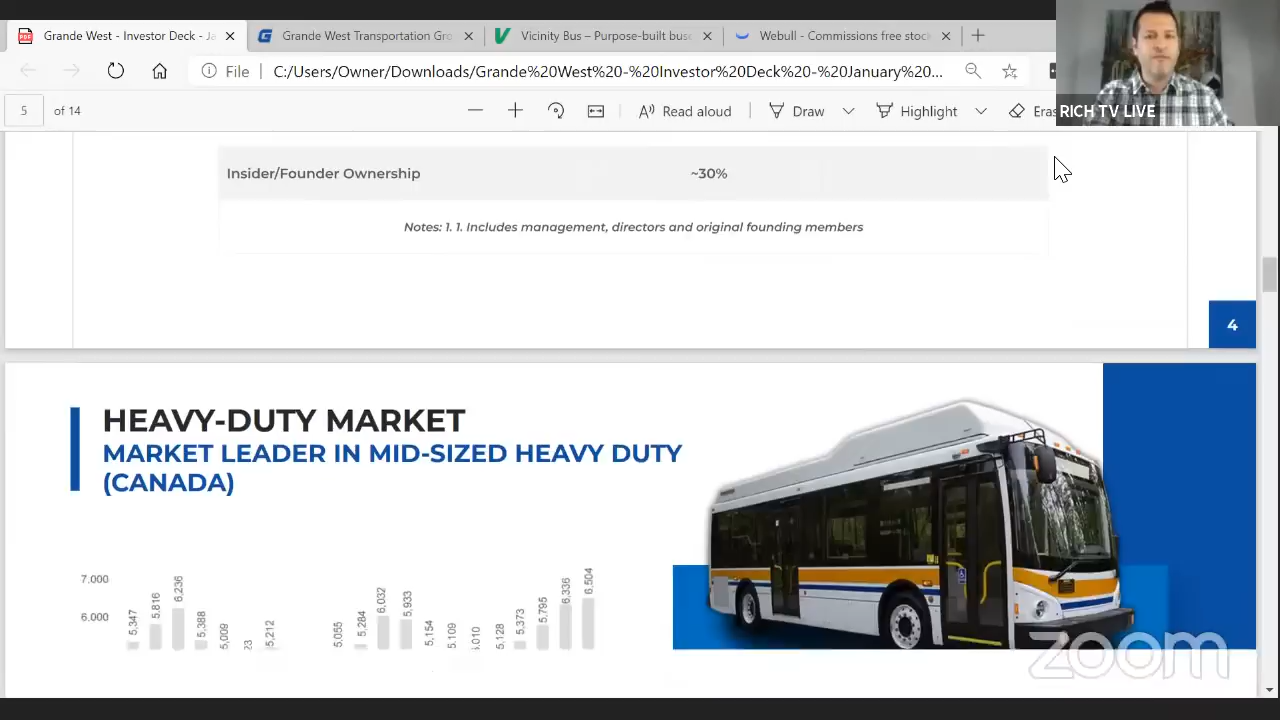 Grande West - Investor Deck - Ja
Grande West Transportation Gro
Vicinity Bus – Purpose-built bus
Webull - Commissions free stoc
File
C:/Users/Owner/Downloads/Grande%20West%20-%20Investor%20Deck%20-%20January%20...
5 of 14
Read aloud
Draw
Highlight
Eras
RICH TV LIVE
Insider/Founder Ownership ~30%
Notes: 1. 1. Includes management, directors and original founding members
4
HEAVY-DUTY MARKET
MARKET LEADER IN MID-SIZED HEAVY DUTY
(CANADA)
7,000
6,000
5,347
5,816
6,236
5,388
5,009
23
5,212
5,055
5,284
6,032
5,933
5,154
5,109
5,128
5,373
5,795
6,336
6,504
zoom